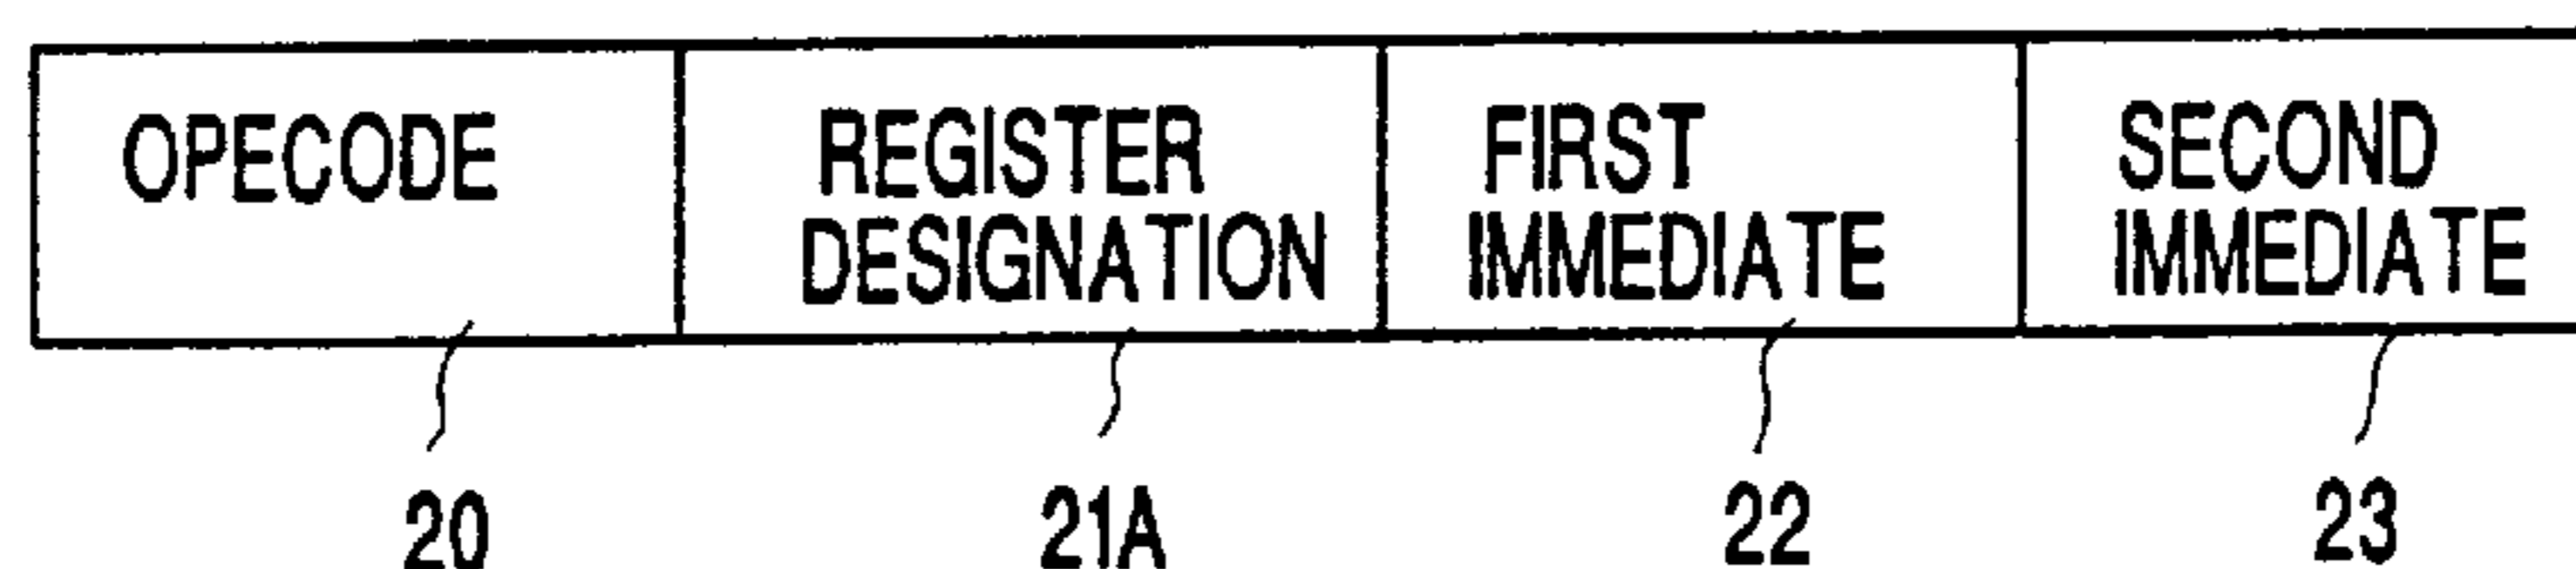 OPECODE
REGISTER
DESIGNATION
FIRST
IMMEDIATE
SECOND
IMMEDIATE
20
21A
22
23